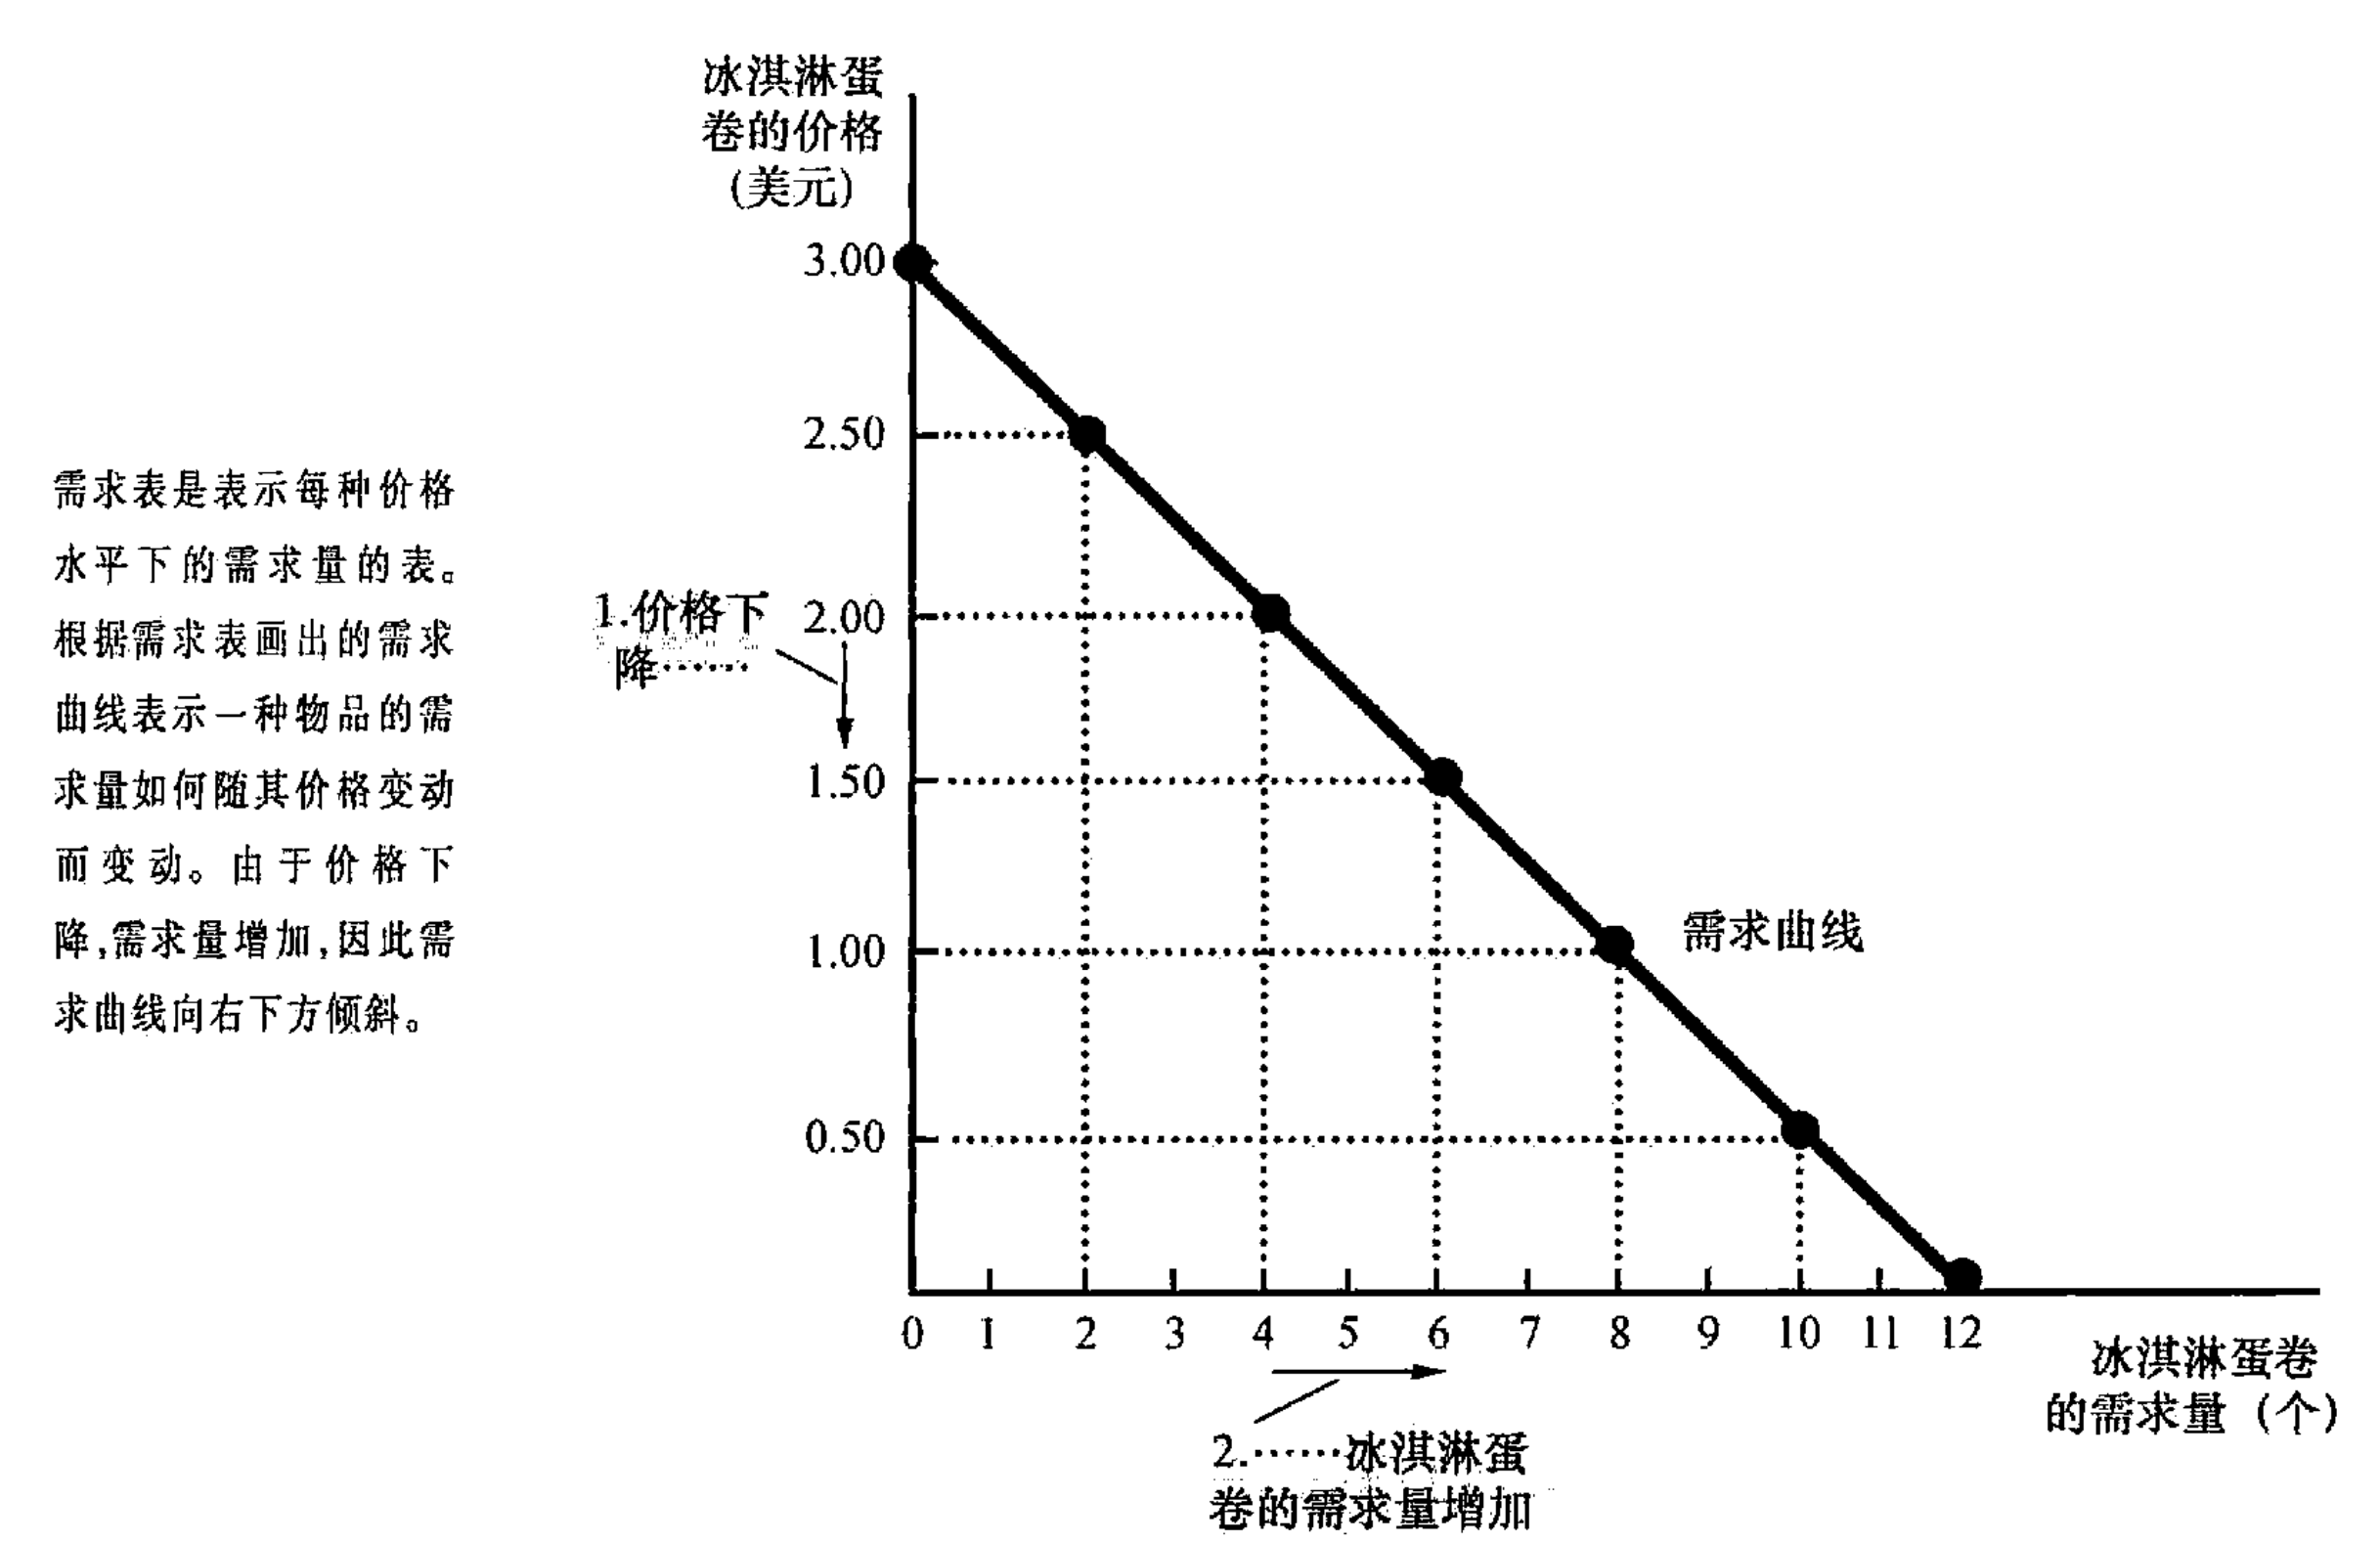 冰淇淋蛋
卷的价格
(美元)
3.00
2.50
2.00
1.50
1.00
0.50
1.价格下
降······
需求表是表示每种价格
水平下的需求量的表。
根据需求表画出的需求
曲线表示一种物品的需
求量如何随其价格变动
而变动。由于价格下
降,需求量增加,因此需
求曲线向右下方倾斜。
需求曲线
0 1 2 3 4 5 6 7 8 9 10 11 12
冰淇淋蛋卷
的需求量（个）
2.······冰淇淋蛋
卷的需求量增加